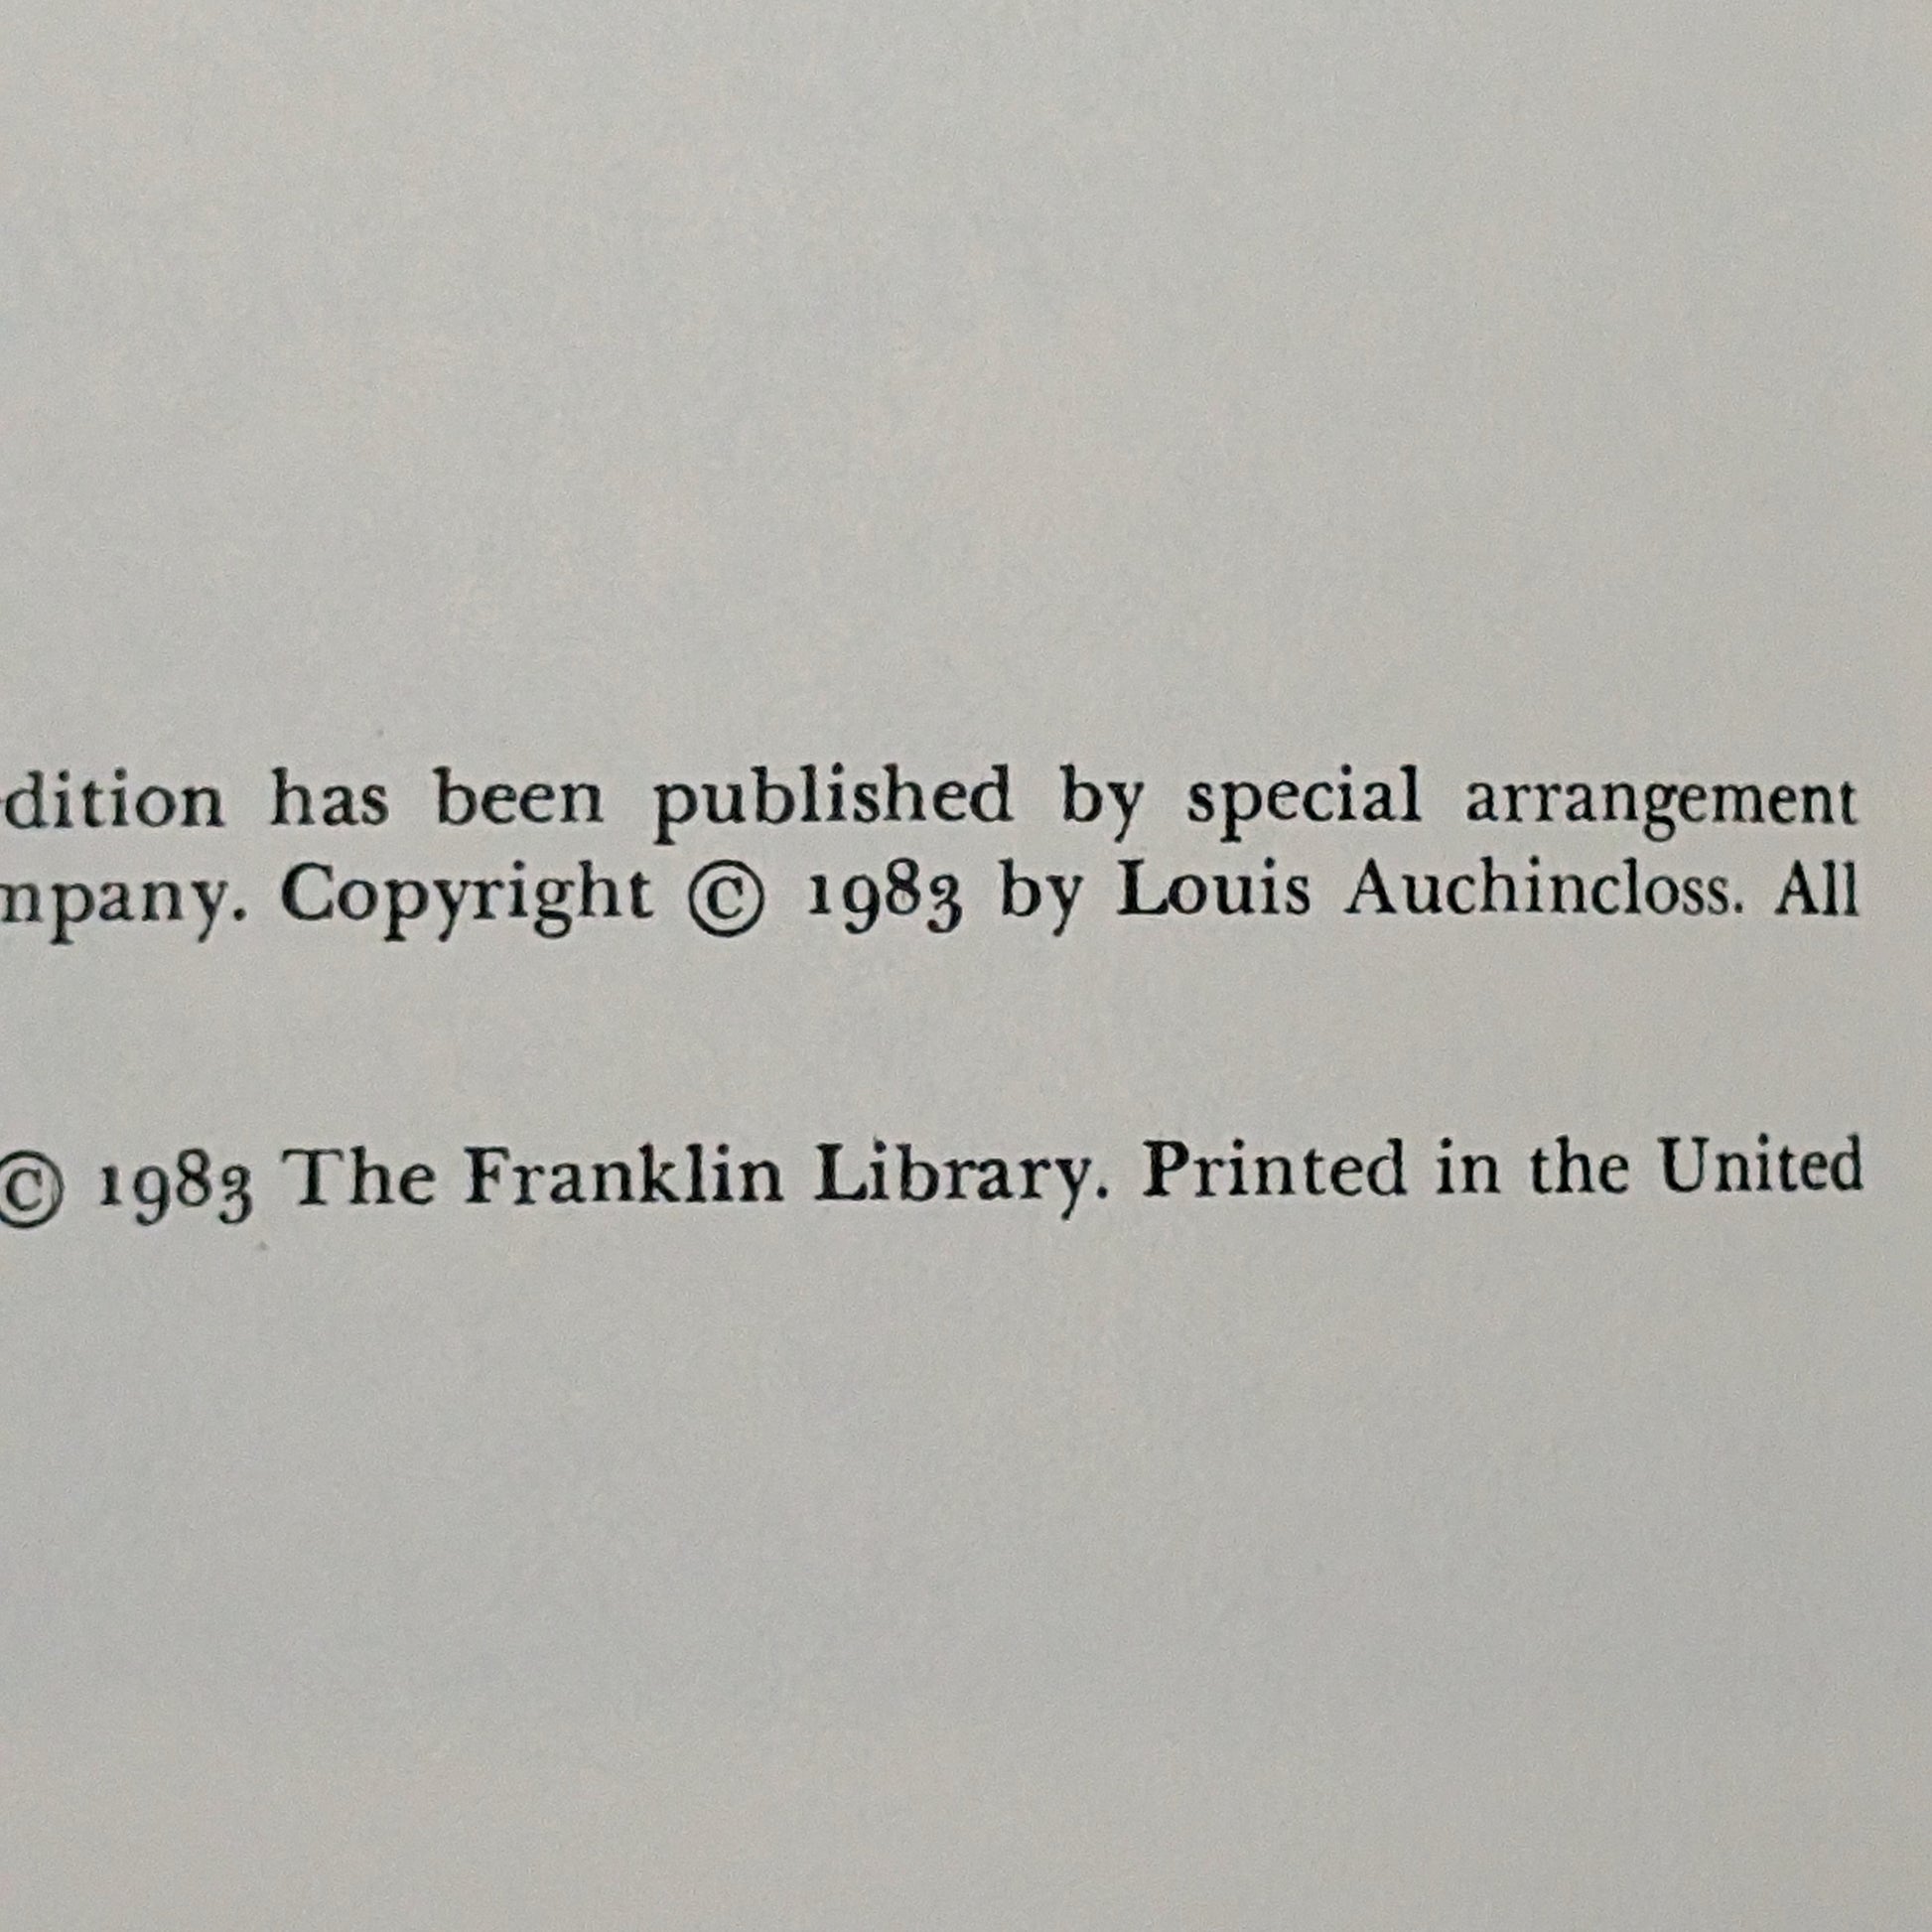 dition has been published by special arrangement
mpany. Copyright © 1983 by Louis Auchincloss. All
© 1983 The Franklin Library. Printed in the United